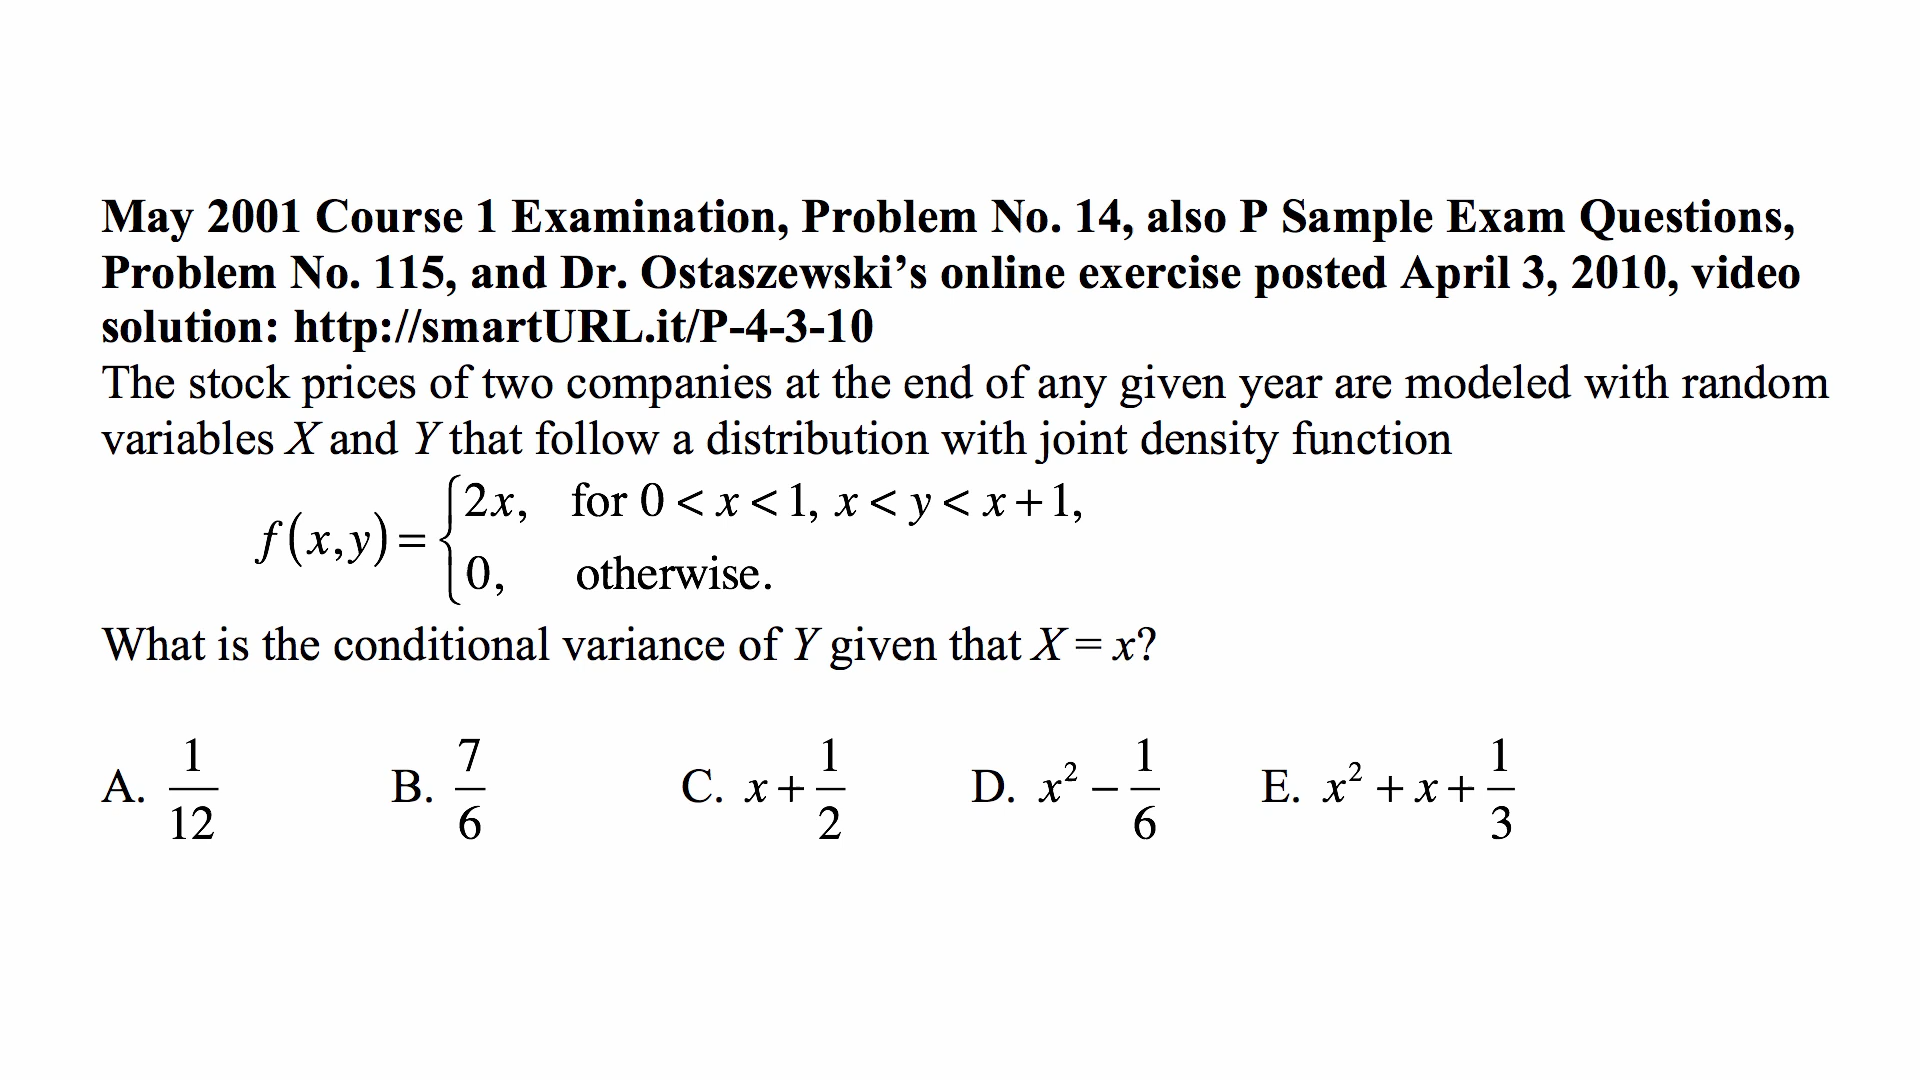 May 2001 Course 1 Examination, Problem No. 14, also P Sample Exam Questions,
Problem No. 115, and Dr. Ostaszewski’s online exercise posted April 3, 2010, video
solution: http://smartURL.it/P-4-3-10
The stock prices of two companies at the end of any given year are modeled with random
variables X and Y that follow a distribution with joint density function
f(x,y) = { 2x, for 0 < x < 1, x < y < x + 1,
0, otherwise.
What is the conditional variance of Y given that X = x?
A. 1/12 B. 7/6 C. x + 1/2 D. x² − 1/6 E. x² + x + 1/3